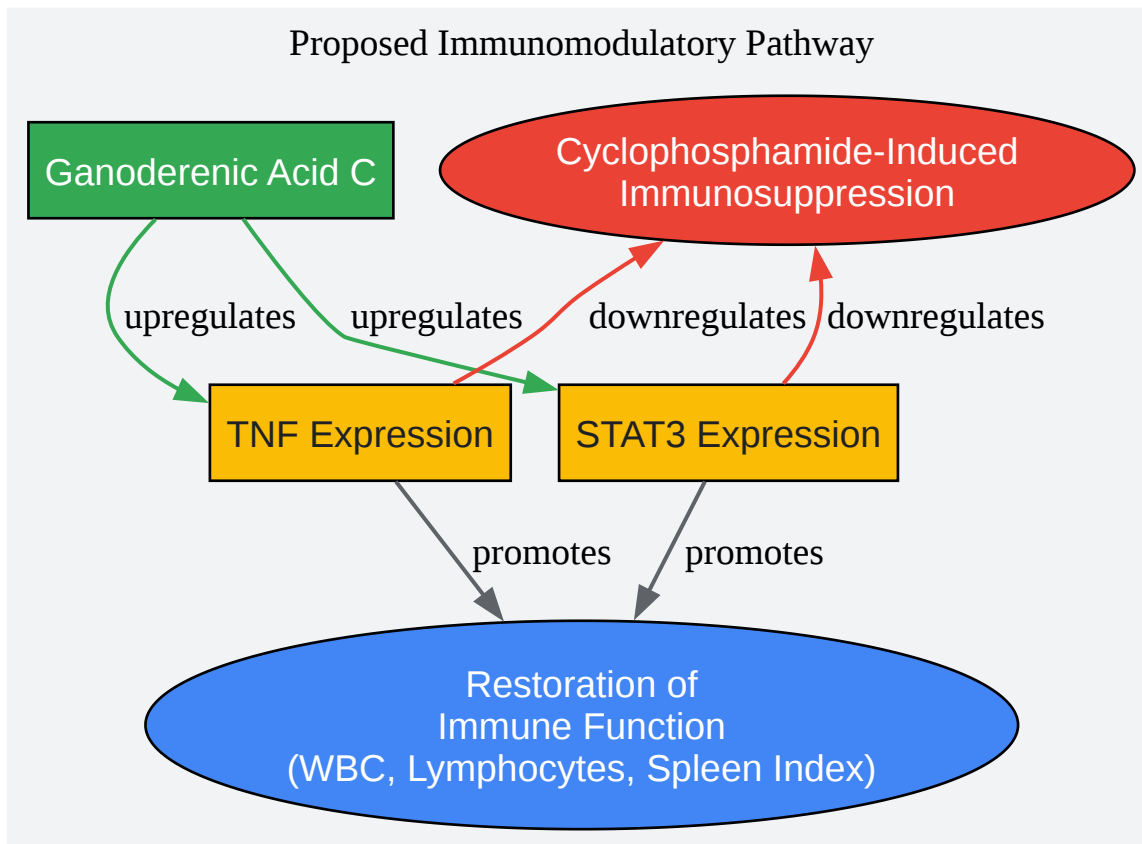 Proposed Immunomodulatory Pathway
Ganoderenic Acid C
Cyclophosphamide-Induced
Immunosuppression
upregulates
upregulates
downregulates
downregulates
TNF Expression
STAT3 Expression
promotes
promotes
Restoration of
Immune Function
(WBC, Lymphocytes, Spleen Index)